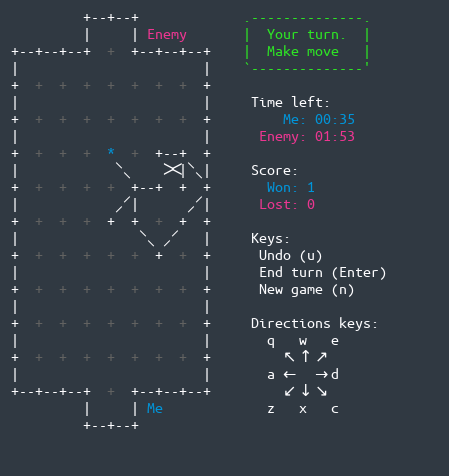 Enemy
Your turn.
Make move
Time left:
Me: 00:35
Enemy: 01:53
Score:
Won: 1
Lost: 0
Keys:
Undo (u)
End turn (Enter)
New game (n)
Directions keys:
q w e
↖ ↑ ↗
a ← → d
↙ ↓ ↘
z x c
Me